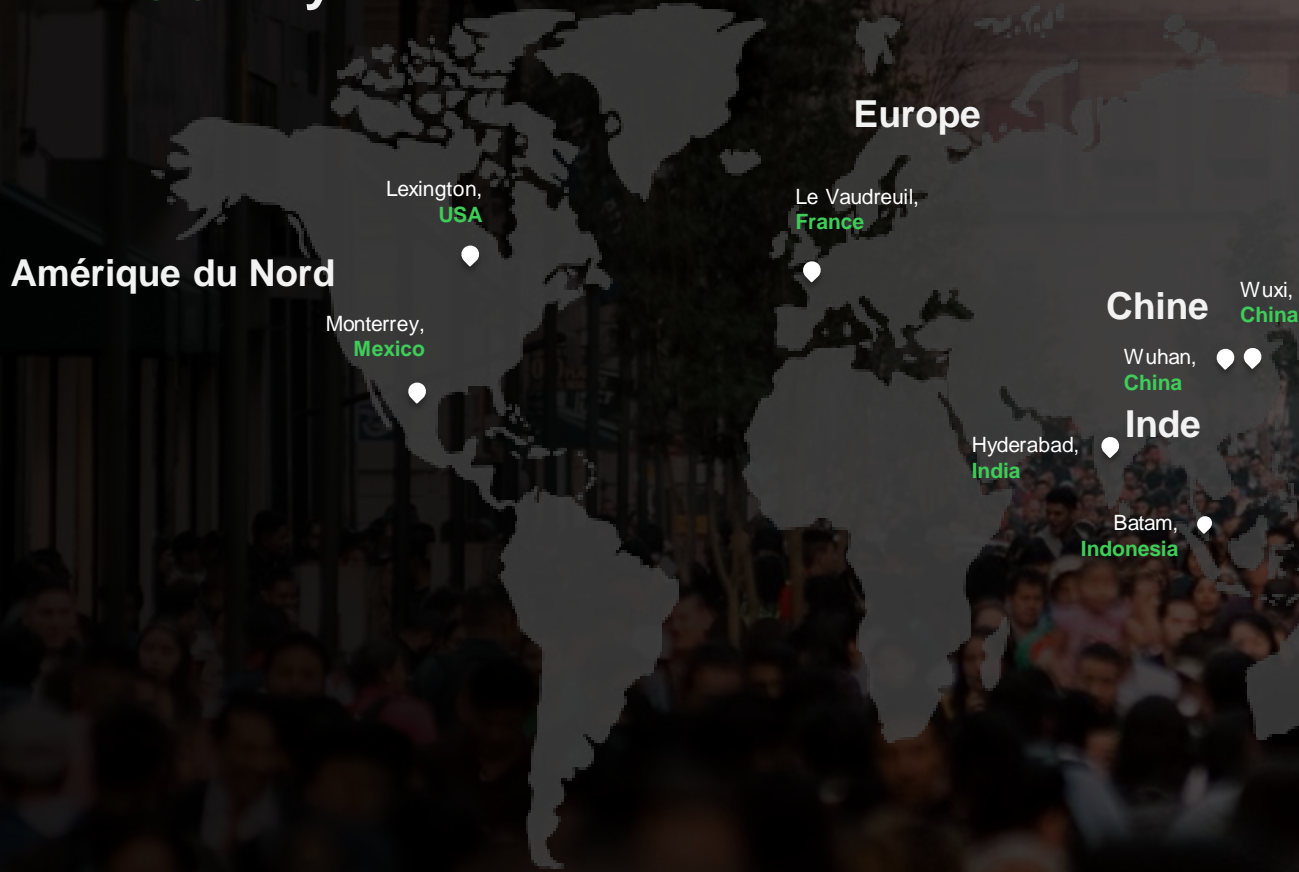 Europe
Lexington,
USA
Le Vaudreuil,
France
Amérique du Nord
Monterrey,
Mexico
Chine
Wuxi,
China
Wuhan,
China
Inde
Hyderabad,
India
Batam,
Indonesia